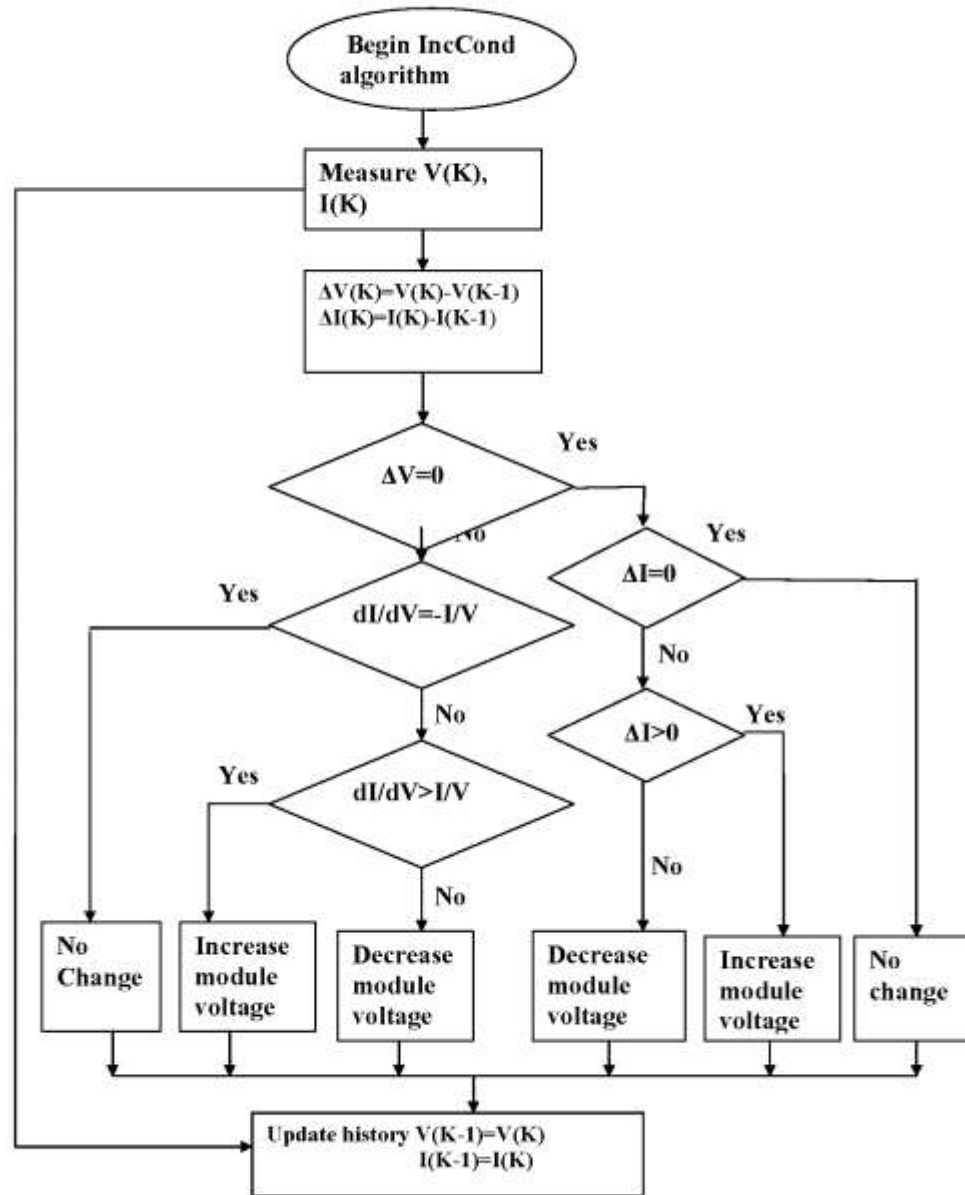 Begin IncCond
algorithm
Measure V(K),
I(K)
ΔV(K)=V(K)-V(K-1)
ΔI(K)=I(K)-I(K-1)
Yes
ΔV=0
No
Yes
ΔI=0
Yes
dI/dV=-I/V
No
No
Yes
ΔI>0
Yes
dI/dV>I/V
No
No
No
Change
Increase
module
voltage
Decrease
module
voltage
Decrease
module
voltage
Increase
module
voltage
No
change
Update history V(K-1)=V(K)
I(K-1)=I(K)